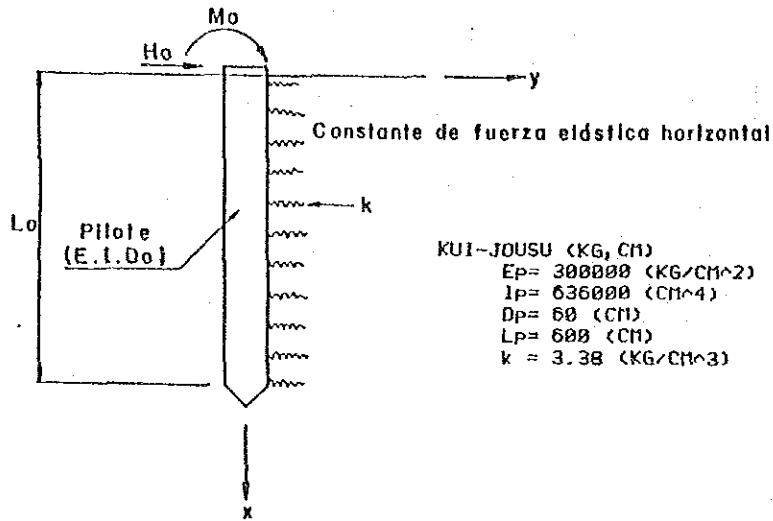 Mo
Ho
y
Constante de fuerza elástica horizontal
Lo
k
Pilote
(E.I.Do)
KUI-JOUSU (KG, CM)
Ep= 300000 (KG/CM^2)
Ip= 636000 (CM^4)
Dp= 60 (CM)
Lp= 600 (CM)
k = 3.38 (KG/CM^3)
x